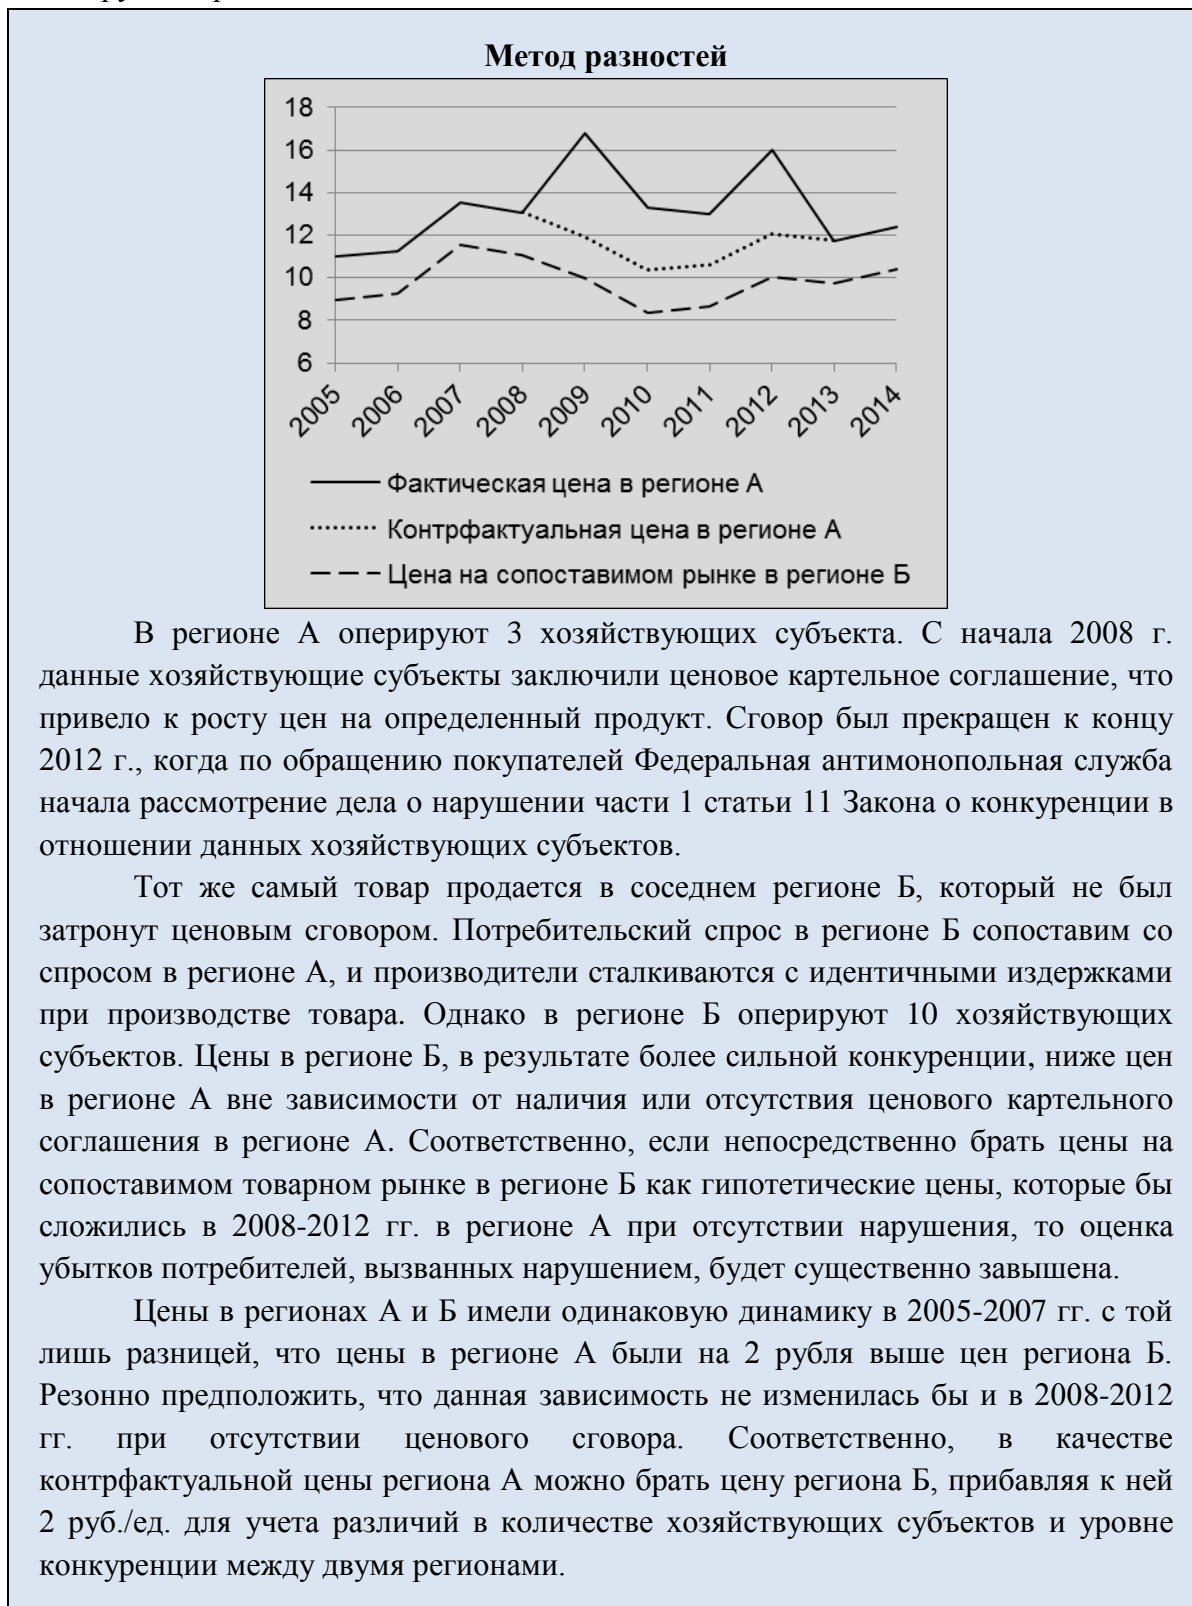 Метод разностей
18
16
14
12
10
8
6
2005 2006 2007 2008 2009 2010 2011 2012 2013 2014
Фактическая цена в регионе А
Контрфактуальная цена в регионе А
Цена на сопоставимом рынке в регионе Б
В регионе А оперируют 3 хозяйствующих субъекта. С начала 2008 г.
данные хозяйствующие субъекты заключили ценовое картельное соглашение, что
привело к росту цен на определенный продукт. Сговор был прекращен к концу
2012 г., когда по обращению покупателей Федеральная антимонопольная служба
начала рассмотрение дела о нарушении части 1 статьи 11 Закона о конкуренции в
отношении данных хозяйствующих субъектов.
Тот же самый товар продается в соседнем регионе Б, который не был
затронут ценовым сговором. Потребительский спрос в регионе Б сопоставим со
спросом в регионе А, и производители сталкиваются с идентичными издержками
при производстве товара. Однако в регионе Б оперируют 10 хозяйствующих
субъектов. Цены в регионе Б, в результате более сильной конкуренции, ниже цен
в регионе А вне зависимости от наличия или отсутствия ценового картельного
соглашения в регионе А. Соответственно, если непосредственно брать цены на
сопоставимом товарном рынке в регионе Б как гипотетические цены, которые бы
сложились в 2008-2012 гг. в регионе А при отсутствии нарушения, то оценка
убытков потребителей, вызванных нарушением, будет существенно завышена.
Цены в регионах А и Б имели одинаковую динамику в 2005-2007 гг. с той
лишь разницей, что цены в регионе А были на 2 рубля выше цен региона Б.
Резонно предположить, что данная зависимость не изменилась бы и в 2008-2012
гг. при отсутствии ценового сговора. Соответственно, в качестве
контрфактуальной цены региона А можно брать цену региона Б, прибавляя к ней
2 руб./ед. для учета различий в количестве хозяйствующих субъектов и уровне
конкуренции между двумя регионами.